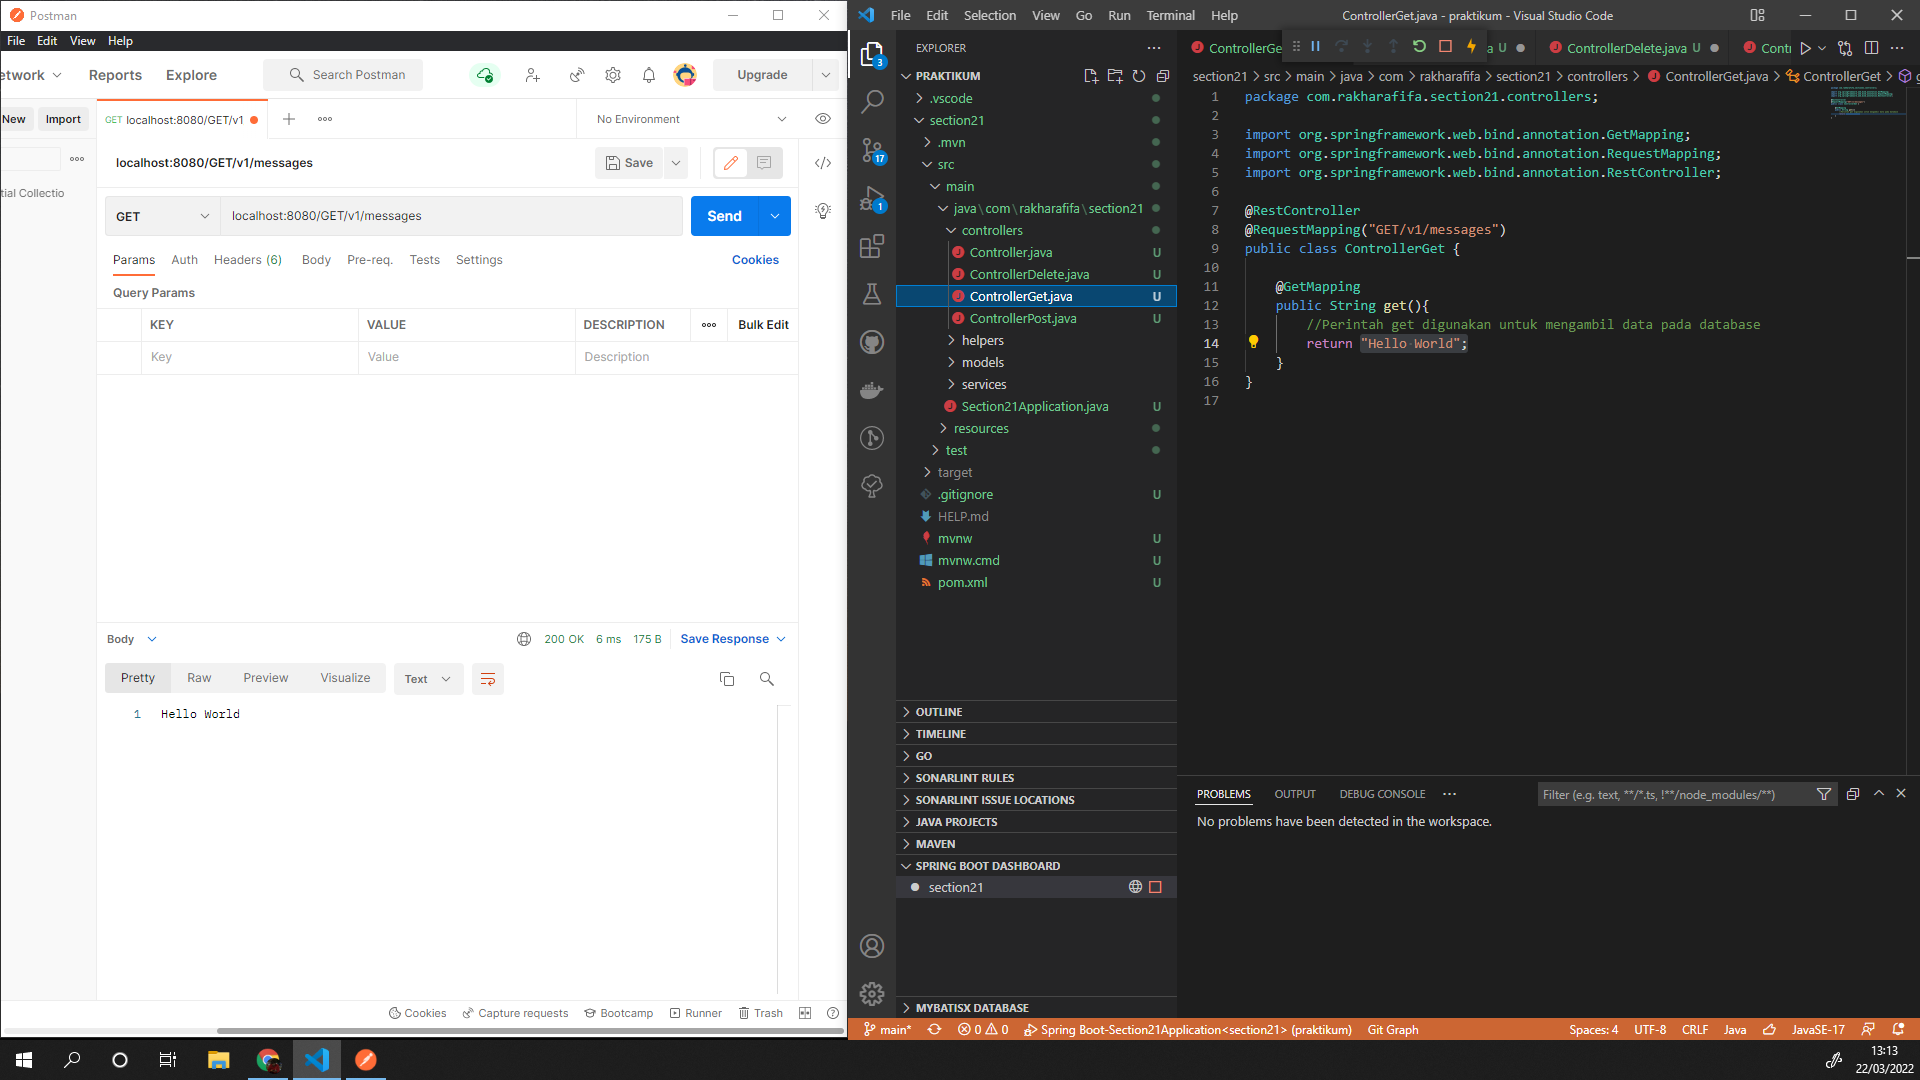 Postman
File Edit View Help
etwork Reports Explore Search Postman Upgrade
New Import GET localhost:8080/GET/v1 No Environment
localhost:8080/GET/v1/messages Save
tial Collectio
GET localhost:8080/GET/v1/messages Send
Params Auth Headers (6) Body Pre-req. Tests Settings Cookies
Query Params
KEY VALUE DESCRIPTION Bulk Edit
Key Value Description
Body 200 OK 6 ms 175 B Save Response
Pretty Raw Preview Visualize Text
1 Hello World
Cookies Capture requests Bootcamp Runner Trash
File Edit Selection View Go Run Terminal Help ControllerGet.java - praktikum - Visual Studio Code
EXPLORER
PRAKTIKUM
.vscode
section21
.mvn
src
main
java\com\rakharafifa\section21
controllers
Controller.java U
ControllerDelete.java U
ControllerGet.java U
ControllerPost.java U
helpers
models
services
Section21Application.java U
resources
test
target
.gitignore U
HELP.md
mvnw U
mvnw.cmd U
pom.xml U
OUTLINE
TIMELINE
GO
SONARLINT RULES
SONARLINT ISSUE LOCATIONS
JAVA PROJECTS
MAVEN
SPRING BOOT DASHBOARD
section21
MYBATISX DATABASE
3
17
1
ControllerGe a U ControllerDelete.java U Contr
section21 > src > main > java > com > rakharafifa > section21 > controllers > ControllerGet.java > ControllerGet > g
1 package com.rakharafifa.section21.controllers;
2
3 import org.springframework.web.bind.annotation.GetMapping;
4 import org.springframework.web.bind.annotation.RequestMapping;
5 import org.springframework.web.bind.annotation.RestController;
6
7 @RestController
8 @RequestMapping("GET/v1/messages")
9 public class ControllerGet {
10
11 @GetMapping
12 public String get(){
13 //Perintah get digunakan untuk mengambil data pada database
14 return "Hello World";
15 }
16 }
17
PROBLEMS OUTPUT DEBUG CONSOLE Filter (e.g. text, **/*.ts, !**/node_modules/**)
No problems have been detected in the workspace.
main* 0 0 Spring Boot-Section21Application<section21> (praktikum) Git Graph Spaces: 4 UTF-8 CRLF Java JavaSE-17
13:13
22/03/2022